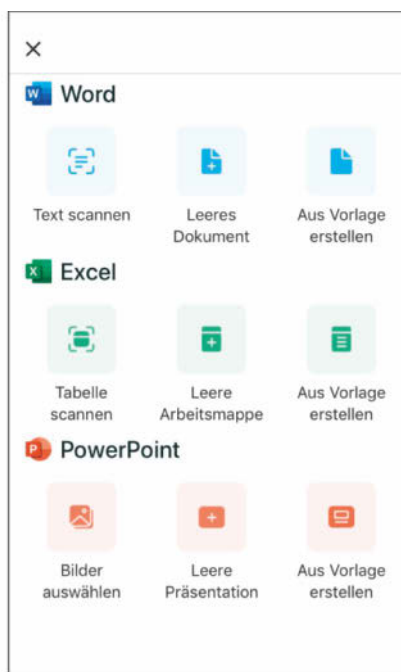 Word
Text scannen
Leeres
Dokument
Aus Vorlage
erstellen
Excel
Tabelle
scannen
Leere
Arbeitsmappe
Aus Vorlage
erstellen
PowerPoint
Bilder
auswählen
Leere
Präsentation
Aus Vorlage
erstellen